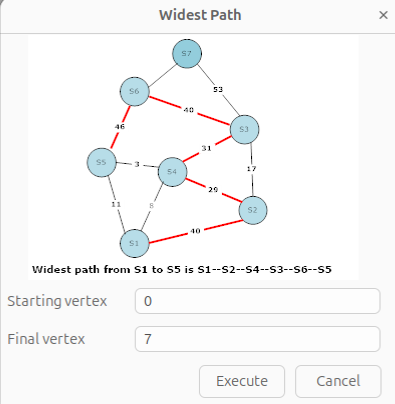 Widest Path
×
S7
53
S6
40
46
S3
31
S5
3
S4
17
29
11
8
S2
40
S1
Widest path from S1 to S5 is S1--S2--S4--S3--S6--S5
Starting vertex 0
Final vertex 7
Execute Cancel